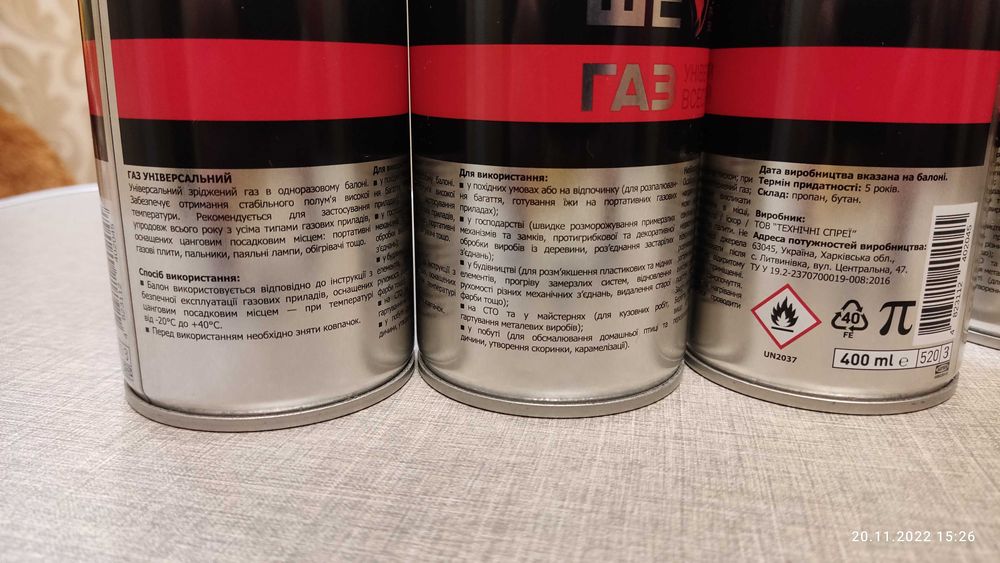 ГАЗ
УНІВЕ
ВСЕС
ГАЗ УНІВЕРСАЛЬНИЙ
Універсальний зріджений газ в одноразовому балоні.
Забезпечує отримання стабільного полум'я високої
температури. Рекомендується для застосування
упродовж всього року з усіма типами газових приладів,
оснащених цанговим посадковим місцем: портативні
газові плити, пальники, паяльні лампи, обігрівачі тощо.
Спосіб використання:
▪ Балон використовується відповідно до інструкції з
безпечної експлуатації газових приладів, оснащених
цанговим посадковим місцем — при температурі
від -20°С до +40°С.
▪ Перед використанням необхідно зняти ковпачок.
Для використання:
▪ у похідних умовах або на відпочинку (для розпалюван-
ня багаття, готування їжи на портативних газових
приладах);
▪ у господарстві (швидке розморожування примерзлих
механізмів та замків, протигрибкової та декоративної
обробки виробів із деревини, роз'єднання застарілих
з'єднань);
▪ у будівництві (для розм'якшення пластикових та мідних
елементів, прогріву замерзлих систем, відновлення
рухомості різних механічних з'єднань, видалення старої
фарби тощо);
▪ на СТО та у майстернях (для кузовних робіт,
гартування металевих виробів);
▪ у побуті (для обсмалювання домашньої птиці та
дичини, утворення скоринки, карамелізації).
Дата виробництва вказана на балоні.
Термін придатності: 5 років.
Склад: пропан, бутан.
Виробник:
ТОВ "ТЕХНІЧНІ СПРЕЇ"
Адреса потужностей виробництва:
63045, Україна, Харківська обл.,
с. Литвинівка, вул. Центральна, 47.
ТУ У 19.2-2370700019-008:2016
UN2037
40
FE
400 ml e
520 3
20.11.2022 15:26